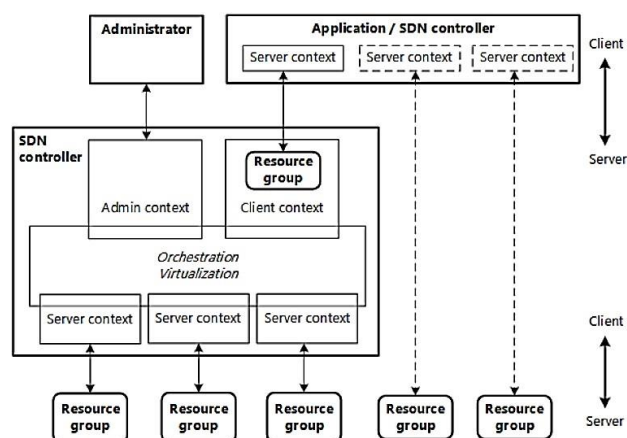 Administrator
Application / SDN controller
Server context
Server context
Server context
Client
Server
SDN
controller
Resource
group
Admin context
Client context
Orchestration
Virtualization
Server context
Server context
Server context
Client
Server
Resource
group
Resource
group
Resource
group
Resource
group
Resource
group